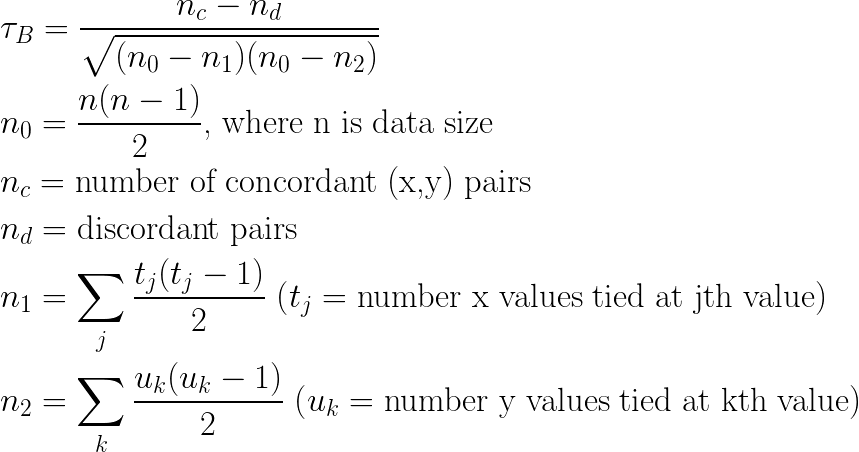 τ_B = \frac{n_c − n_d}{\sqrt{(n_0 − n_1)(n_0 − n_2)}}
n_0 = \frac{n(n − 1)}{2}, where n is data size
n_c = number of concordant (x,y) pairs
n_d = discordant pairs
n_1 = \sum_j \frac{t_j(t_j − 1)}{2} (t_j = number x values tied at jth value)
n_2 = \sum_k \frac{u_k(u_k − 1)}{2} (u_k = number y values tied at kth value)